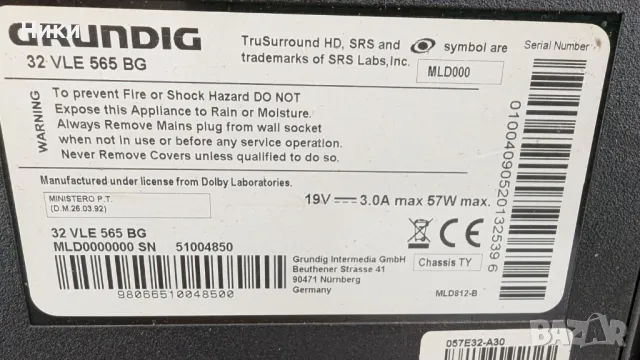 Ники
GRUNDIG
32 VLE 565 BG
TruSurround HD, SRS and symbol are
trademarks of SRS Labs,Inc.
MLD000
Serial Number
01004090520132539 6
WARNING
To prevent Fire or Shock Hazard DO NOT
Expose this Appliance to Rain or Moisture.
Always Remove Mains plug from wall socket
when not in use or before any service operation.
Never Remove Covers unless qualified to do so.
Manufactured under license from Dolby Laboratories.
MINISTERO P.T.
(D.M.26.03.92)
19V 3.0A max 57W max.
32 VLE 565 BG
MLD0000000 SN 51004850
98066510048500
Grundig Intermedia GmbH
Beuthener Strasse 41
90471 Nürnberg
Germany
CE
Chassis TY
MLD812-B
057E32-A30
bazar